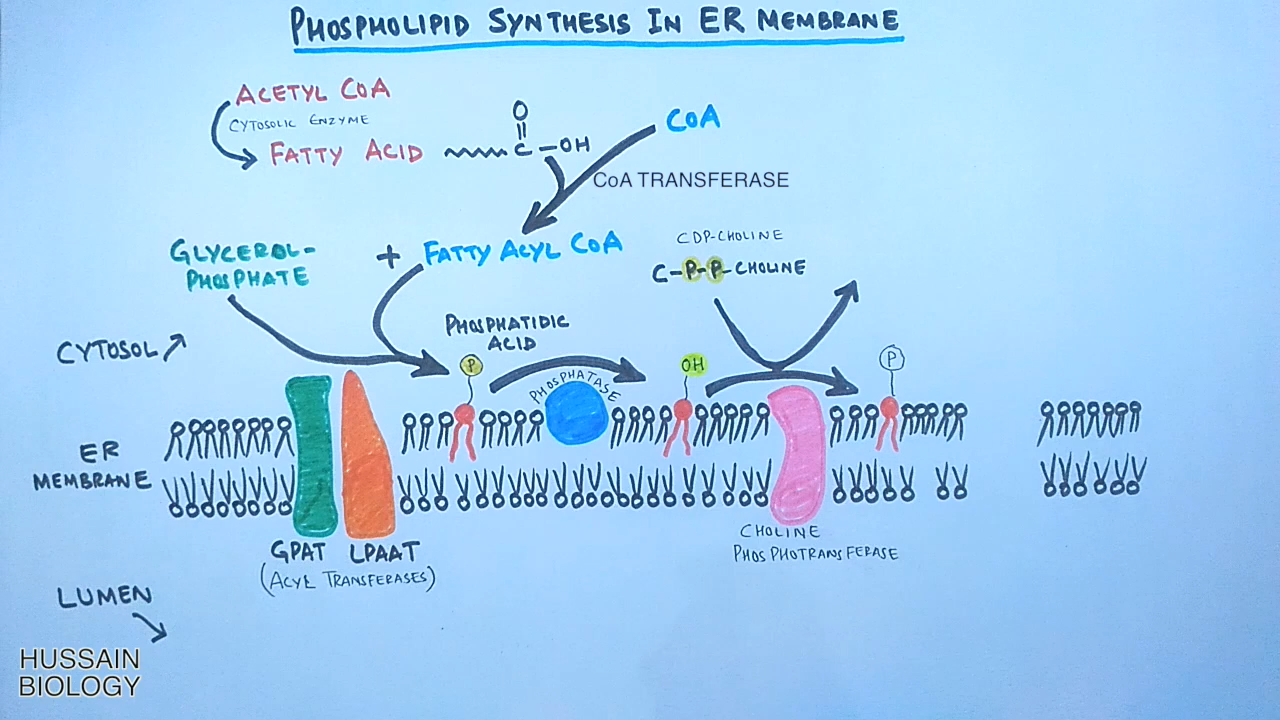 PHOSPHOLIPID SYNTHESIS IN ER MEMBRANE
ACETYL CoA
CYTOSOLIC ENZYME
FATTY ACID
O
C-OH
CoA
CoA TRANSFERASE
GLYCEROL-
PHOSPHATE
+ FATTY ACYL CoA
CDP-CHOLINE
C-P-P-CHOLINE
CYTOSOL
PHOSPHATIDIC
ACID
P
PHOSPHATASE
OH
P
ER
MEMBRANE
GPAT LPAAT
(ACYL TRANSFERASES)
CHOLINE
PHOSPHOTRANSFERASE
LUMEN
HUSSAIN
BIOLOGY